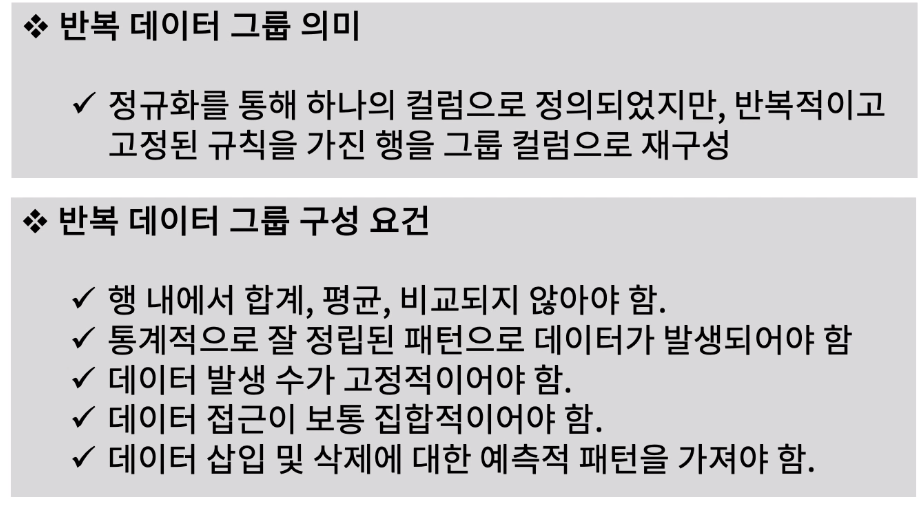 ❖ 반복 데이터 그룹 의미
✓ 정규화를 통해 하나의 컬럼으로 정의되었지만, 반복적이고
고정된 규칙을 가진 행을 그룹 컬럼으로 재구성
❖ 반복 데이터 그룹 구성 요건
✓ 행 내에서 합계, 평균, 비교되지 않아야 함.
✓ 통계적으로 잘 정립된 패턴으로 데이터가 발생되어야 함
✓ 데이터 발생 수가 고정적이어야 함.
✓ 데이터 접근이 보통 집합적이어야 함.
✓ 데이터 삽입 및 삭제에 대한 예측적 패턴을 가져야 함.